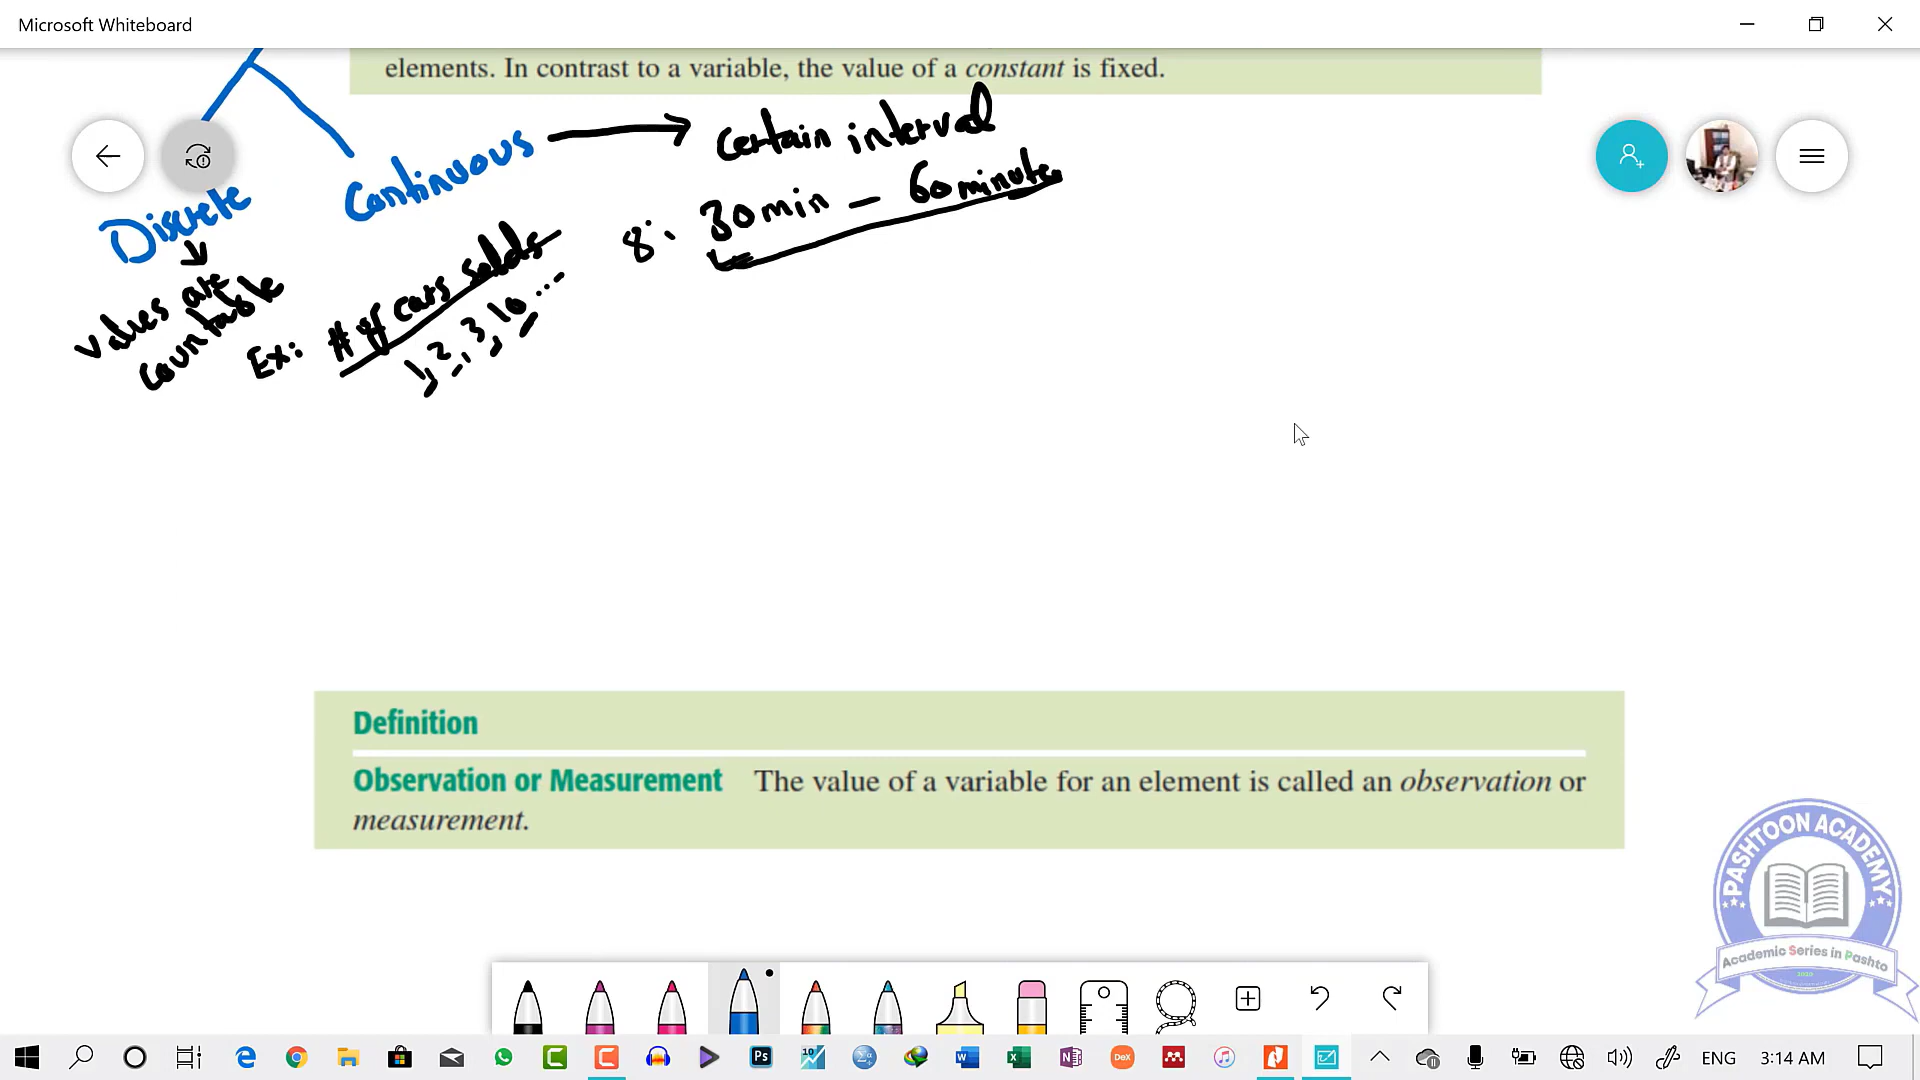 Microsoft Whiteboard
elements. In contrast to a variable, the value of a constant is fixed.
Continuous → certain interval
Discrete
8: 30min – 60minutes
values are
countable
Ex: # of cars solds
1, 2, 3, 10 ...
Definition
Observation or Measurement The value of a variable for an element is called an observation or
measurement.
PASHTOON ACADEMY
Academic Series in Pashto
2020
ENG 3:14 AM